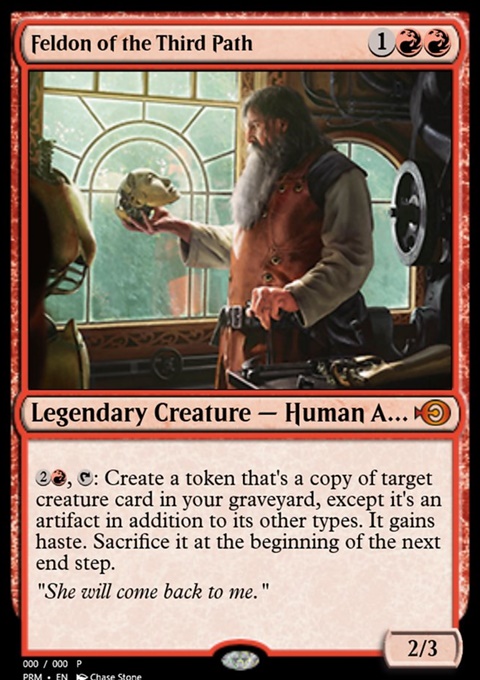 Feldon of the Third Path 1
Legendary Creature — Human A...
2, : Create a token that's a copy of target
creature card in your graveyard, except it's an
artifact in addition to its other types. It gains
haste. Sacrifice it at the beginning of the next
end step.
"She will come back to me."
2/3
000 / 000 P
PRM • EN Chase Stone